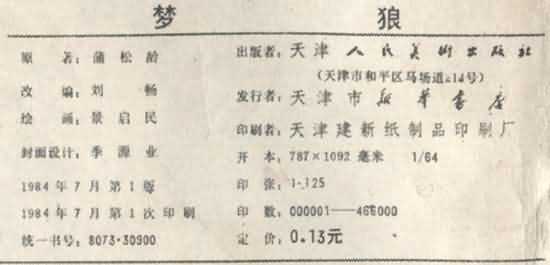 梦 狼
原 著：蒲松龄
改 编：刘 畅
绘 画：景启民
封面设计：季源业
1984年7月第1版
1984年7月第1次印刷
统一书号：8073·30900
出版者：天津人民美术出版社
（天津市和平区马场道214号）
发行者：天津市新华书店
印刷者：天津建新纸制品印刷厂
开 本：787×1092 毫米 1/64
印 张：1·125
印 数：000001——466000
定 价：0.13元